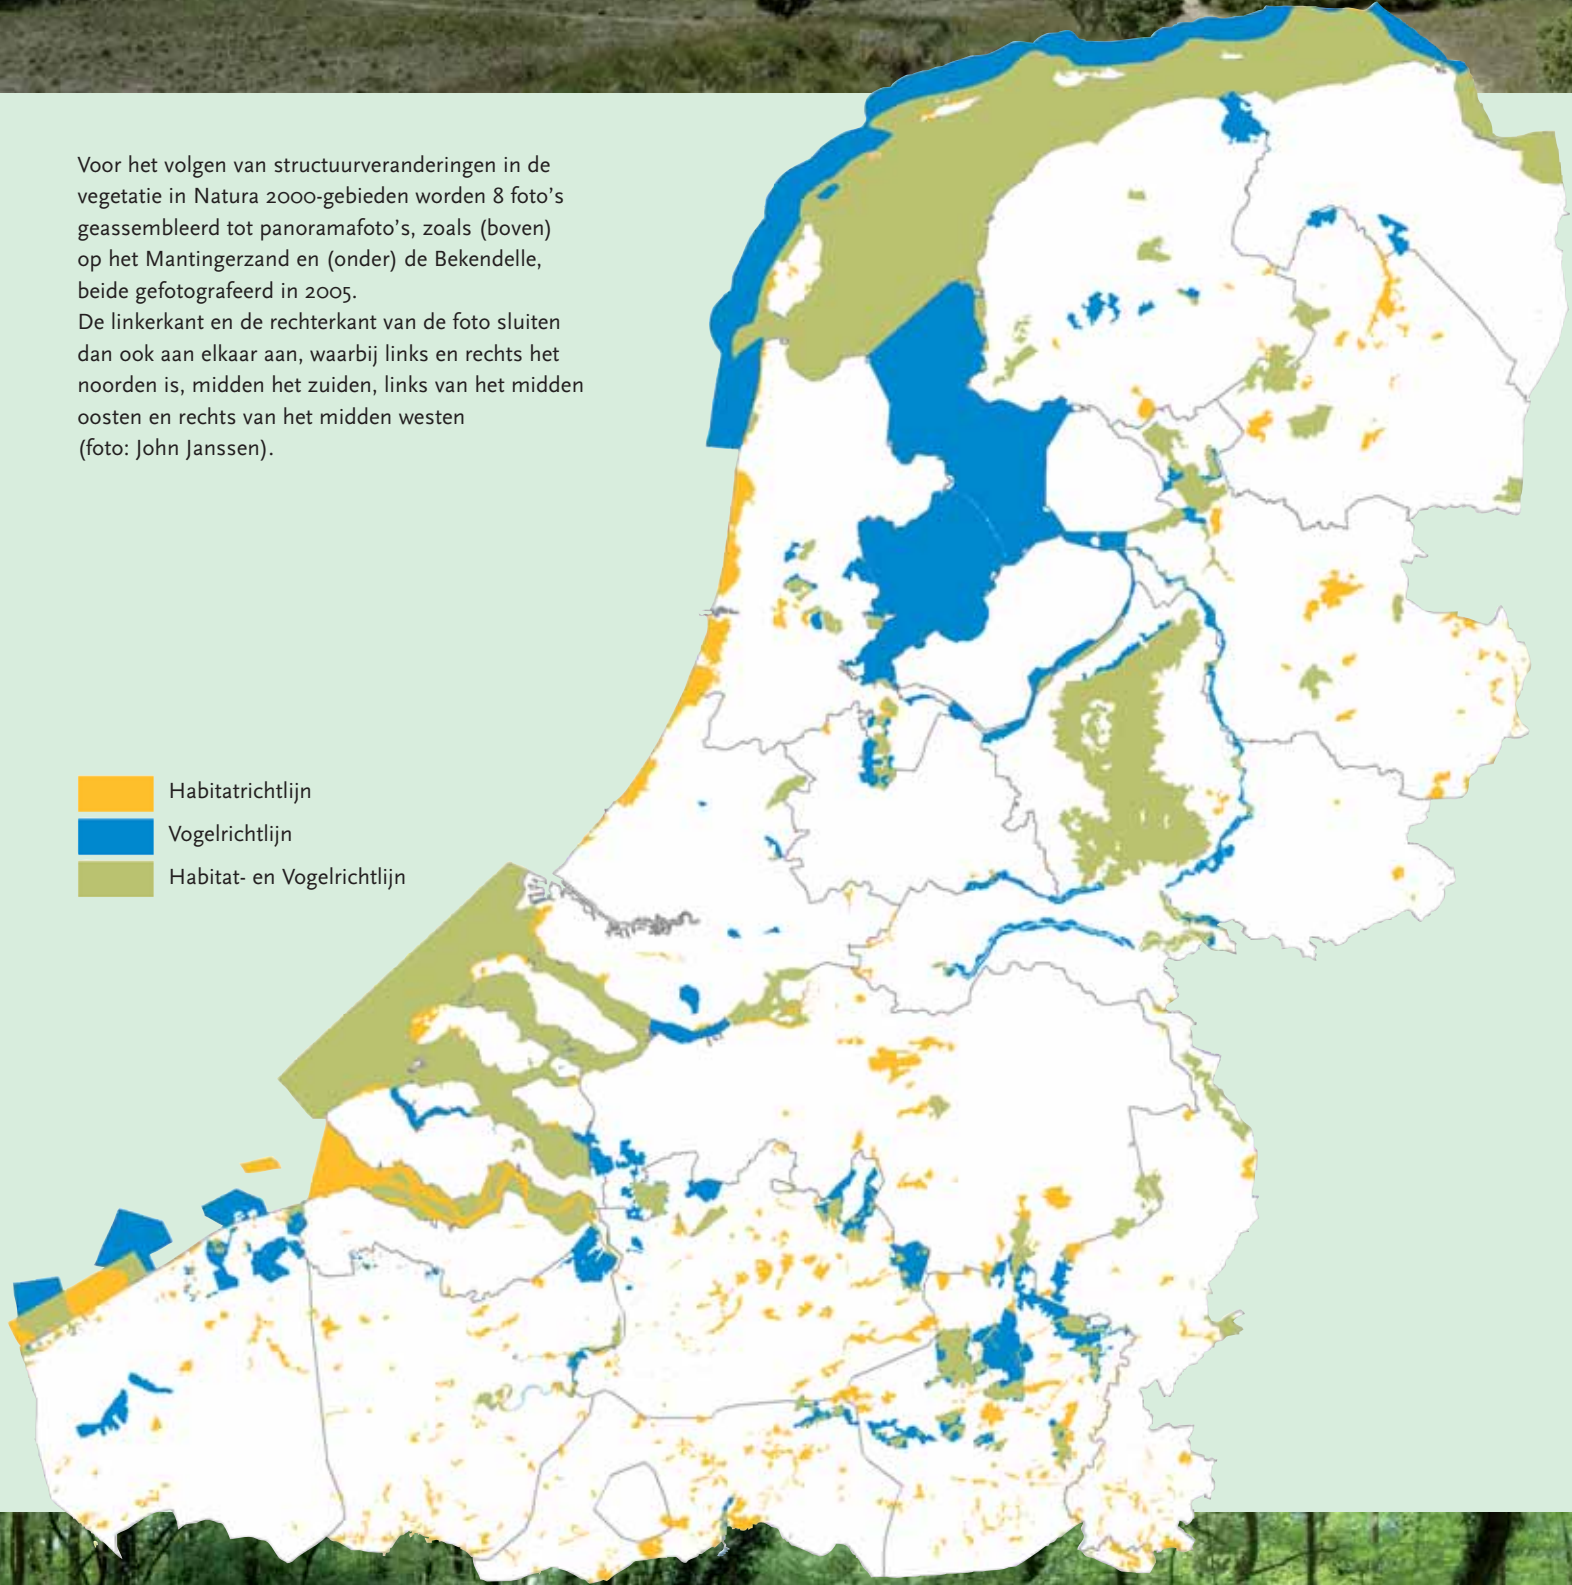 Voor het volgen van structuurveranderingen in de
vegetatie in Natura 2000-gebieden worden 8 foto's
geassembleerd tot panoramafoto's, zoals (boven)
op het Mantingerzand en (onder) de Bekendelle,
beide gefotografeerd in 2005.
De linkerkant en de rechterkant van de foto sluiten
dan ook aan elkaar aan, waarbij links en rechts het
noorden is, midden het zuiden, links van het midden
oosten en rechts van het midden westen
(foto: John Janssen).
Habitatrichtlijn
Vogelrichtlijn
Habitat- en Vogelrichtlijn